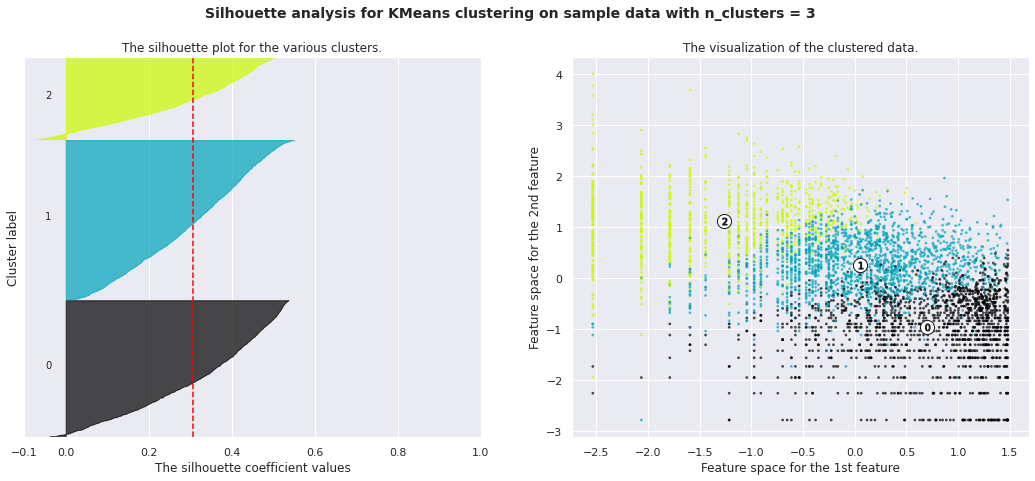 Silhouette analysis for KMeans clustering on sample data with n_clusters = 3
The silhouette plot for the various clusters.
2
1
0
Cluster label
−0.1 0.0 0.2 0.4 0.6 0.8 1.0
The silhouette coefficient values
The visualization of the clustered data.
4
3
2
1
0
−1
−2
−3
Feature space for the 2nd feature
2
1
0
−2.5 −2.0 −1.5 −1.0 −0.5 0.0 0.5 1.0 1.5
Feature space for the 1st feature